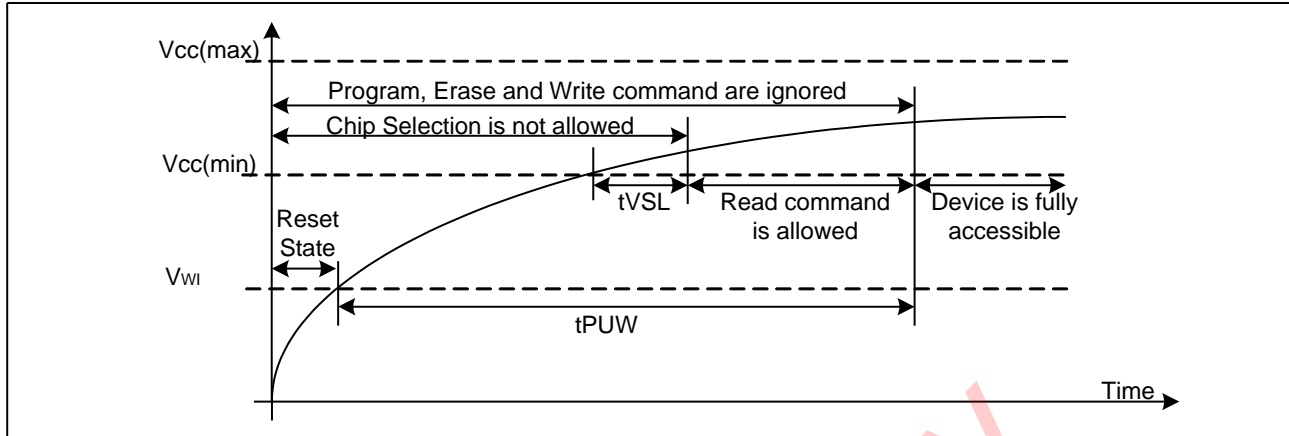 Vcc(max)
Program, Erase and Write command are ignored
Chip Selection is not allowed
Vcc(min)
tVSL
Read command
is allowed
Device is fully
accessible
Reset
State
VWI
tPUW
Time